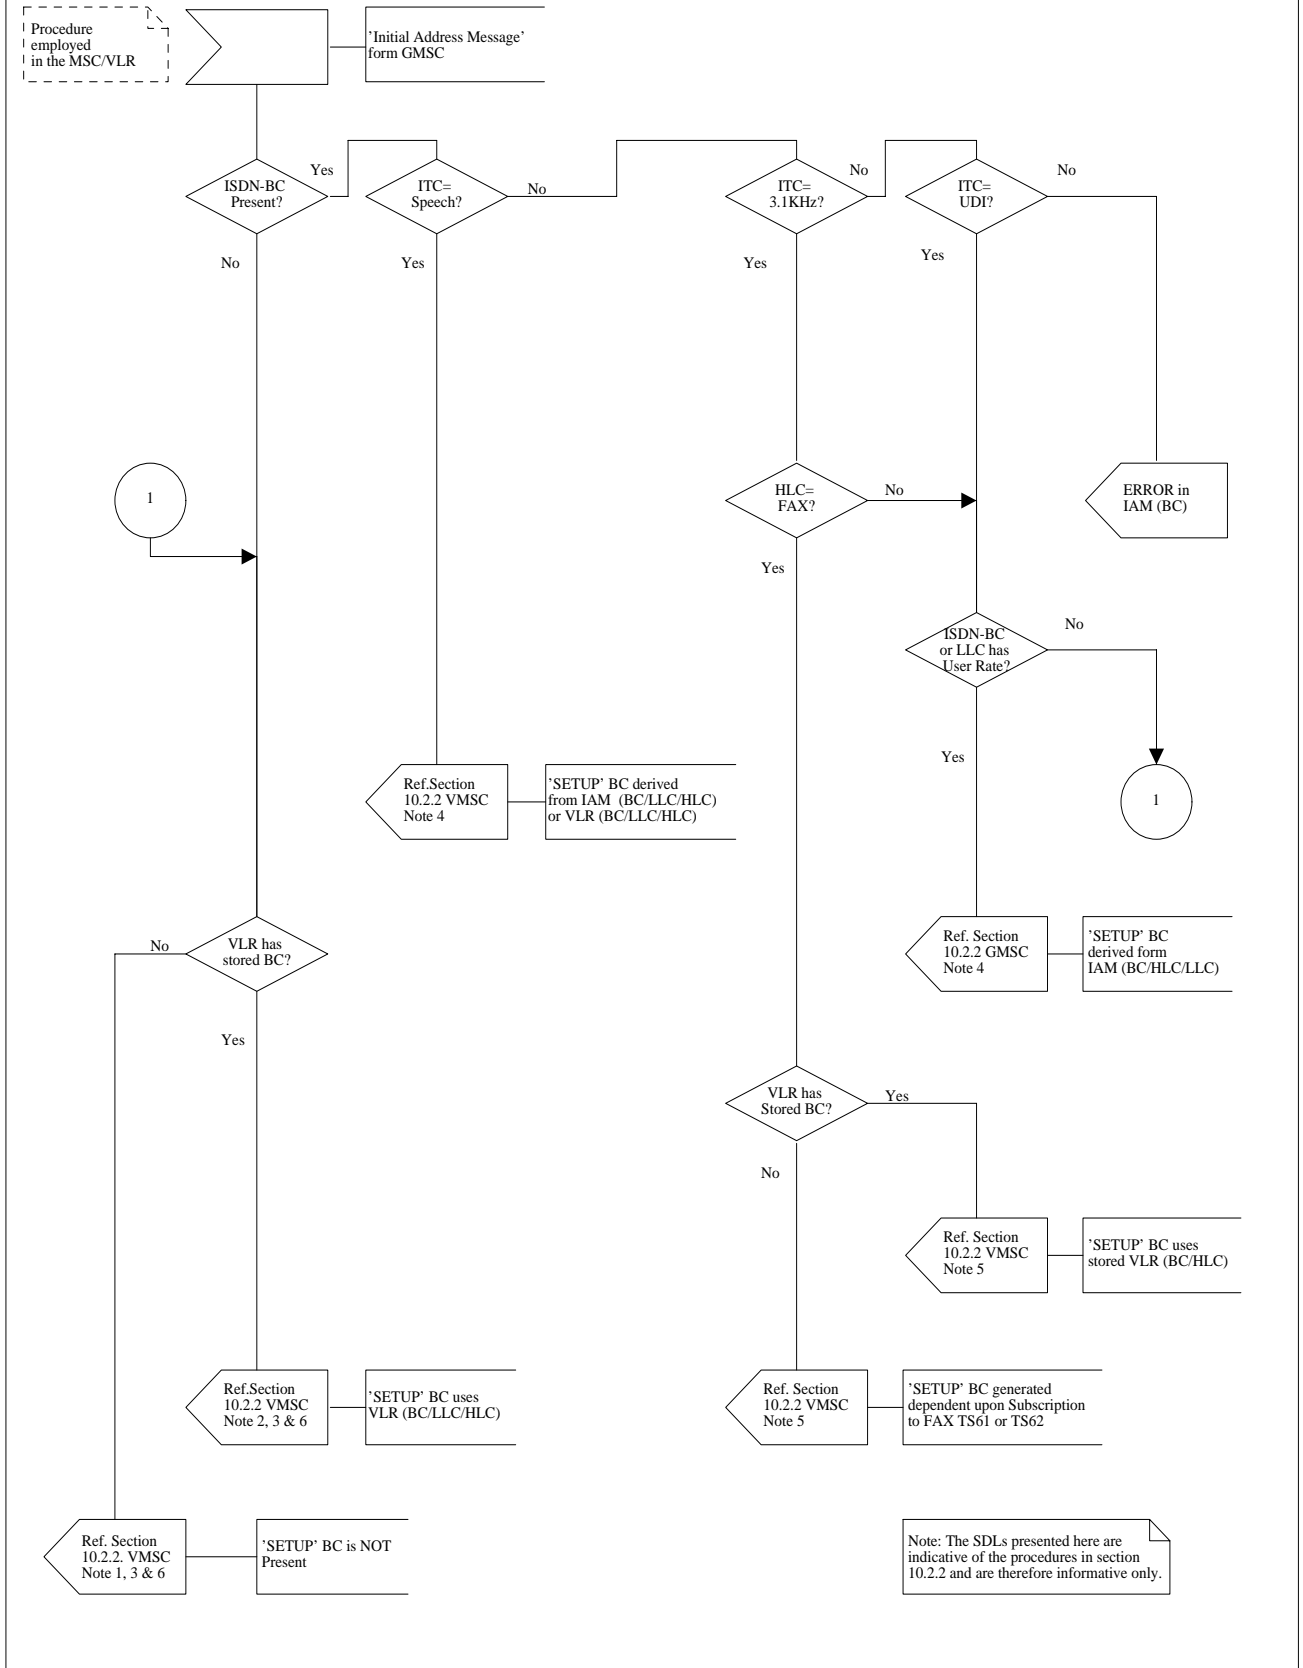 Procedure
employed
in the MSC/VLR
'Initial Address Message'
form GMSC
ISDN-BC
Present?
Yes
No
ITC=
Speech?
No
Yes
ITC=
3.1KHz?
No
Yes
ITC=
UDI?
No
Yes
1
HLC=
FAX?
No
Yes
ERROR in
IAM (BC)
ISDN-BC
or LLC has
User Rate?
No
Yes
Ref.Section
10.2.2 VMSC
Note 4
'SETUP' BC derived
from IAM  (BC/LLC/HLC)
or VLR (BC/LLC/HLC)
1
VLR has
stored BC?
No
Yes
Ref. Section
10.2.2 GMSC
Note 4
'SETUP' BC
derived form
IAM (BC/HLC/LLC)
VLR has
Stored BC?
Yes
No
Ref. Section
10.2.2 VMSC
Note 5
'SETUP' BC uses
stored VLR (BC/HLC)
Ref.Section
10.2.2 VMSC
Note 2, 3 & 6
'SETUP' BC uses
VLR (BC/LLC/HLC)
Ref. Section
10.2.2 VMSC
Note 5
'SETUP' BC generated
dependent upon Subscription
to FAX TS61 or TS62
Ref. Section
10.2.2. VMSC
Note 1, 3 & 6
'SETUP' BC is NOT
Present
Note: The SDLs presented here are
indicative of the procedures in section
10.2.2 and are therefore informative only.